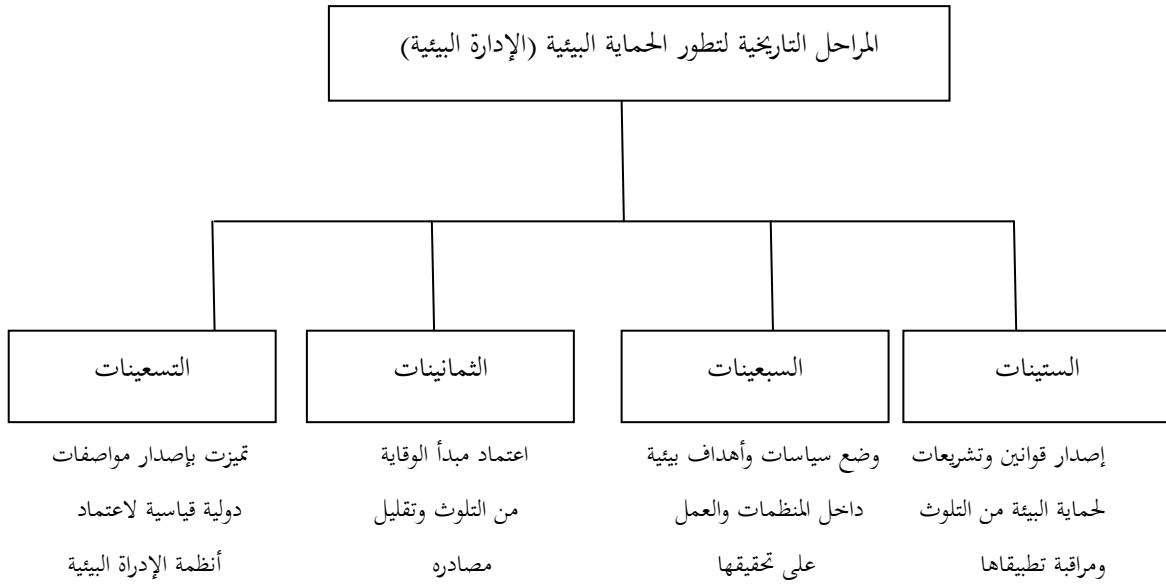 المراحل التاريخية لتطور الحماية البيئية (الإدارة البيئية)
الستينات
إصدار قوانين وتشريعات
لحماية البيئة من التلوث
ومراقبة تطبيقاها
السبعينات
وضع سياسات وأهداف بيئية
داخل المنظمات والعمل
على تحقيقها
الثمانينات
اعتماد مبدأ الوقاية
من التلوث وتقليل
مصادره
التسعينات
تميزت بإصدار مواصفات
دولية قياسية لاعتماد
أنظمة الإدراة البيئية